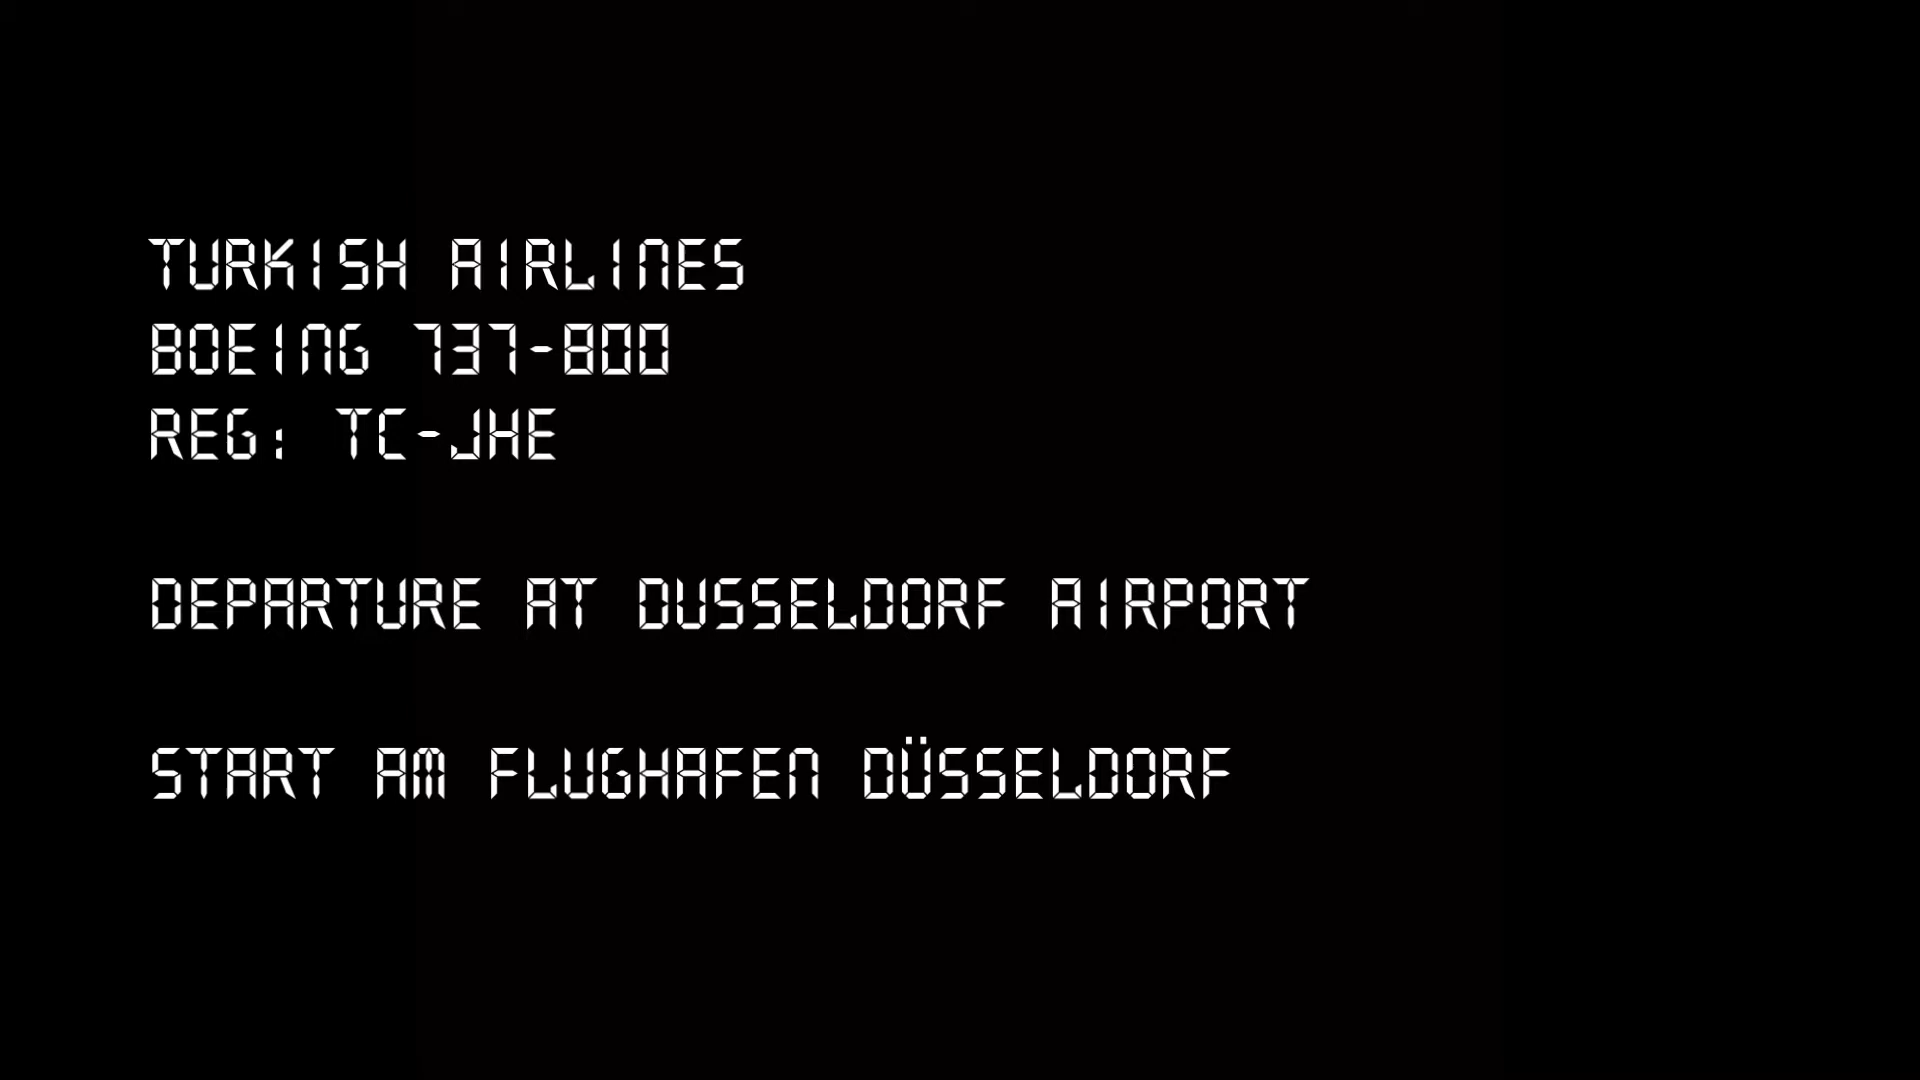 TURKISH AIRLINES
BOEING 737-800
REG: TC-JHE
DEPARTURE AT DUSSELDORF AIRPORT
START AM FLUGHAFEN DÜSSELDORF